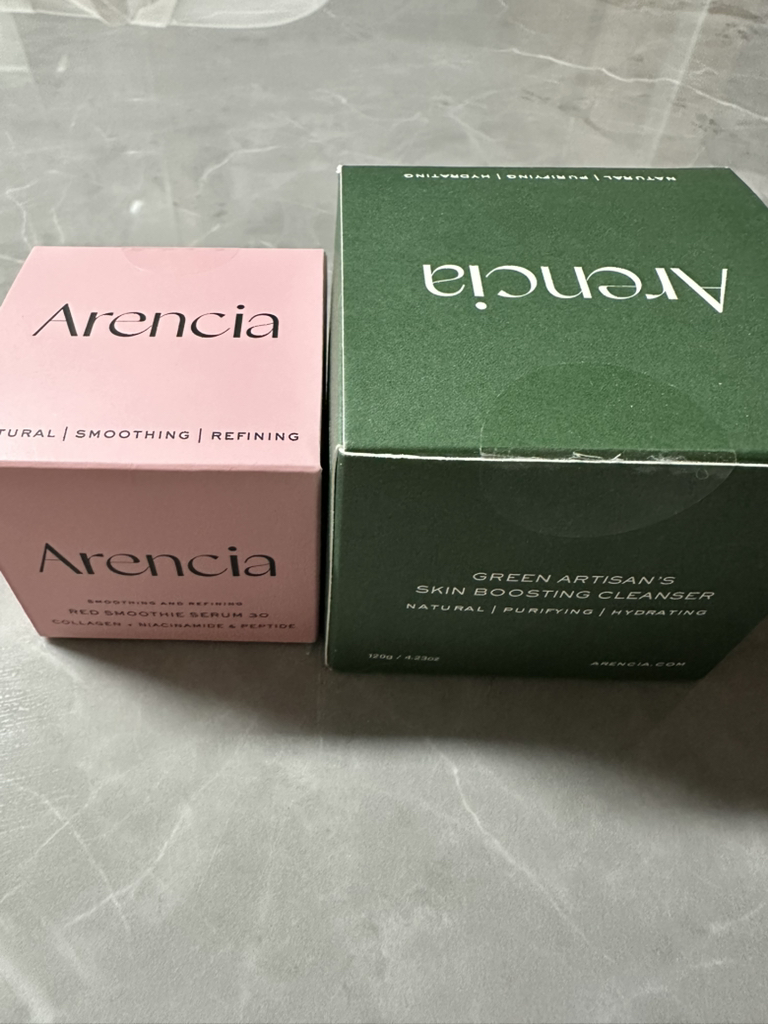 Arencia
TURAL | SMOOTHING | REFINING
Arencia
SMOOTHING AND REFINING
RED SMOOTHIE SERUM 30
COLLAGEN + NIACINAMIDE & PEPTIDE
Arencia
NATURAL | PURIFYING | HYDRATING
GREEN ARTISAN'S
SKIN BOOSTING CLEANSER
NATURAL | PURIFYING | HYDRATING
120g / 4.23oz
ARENCIA.COM